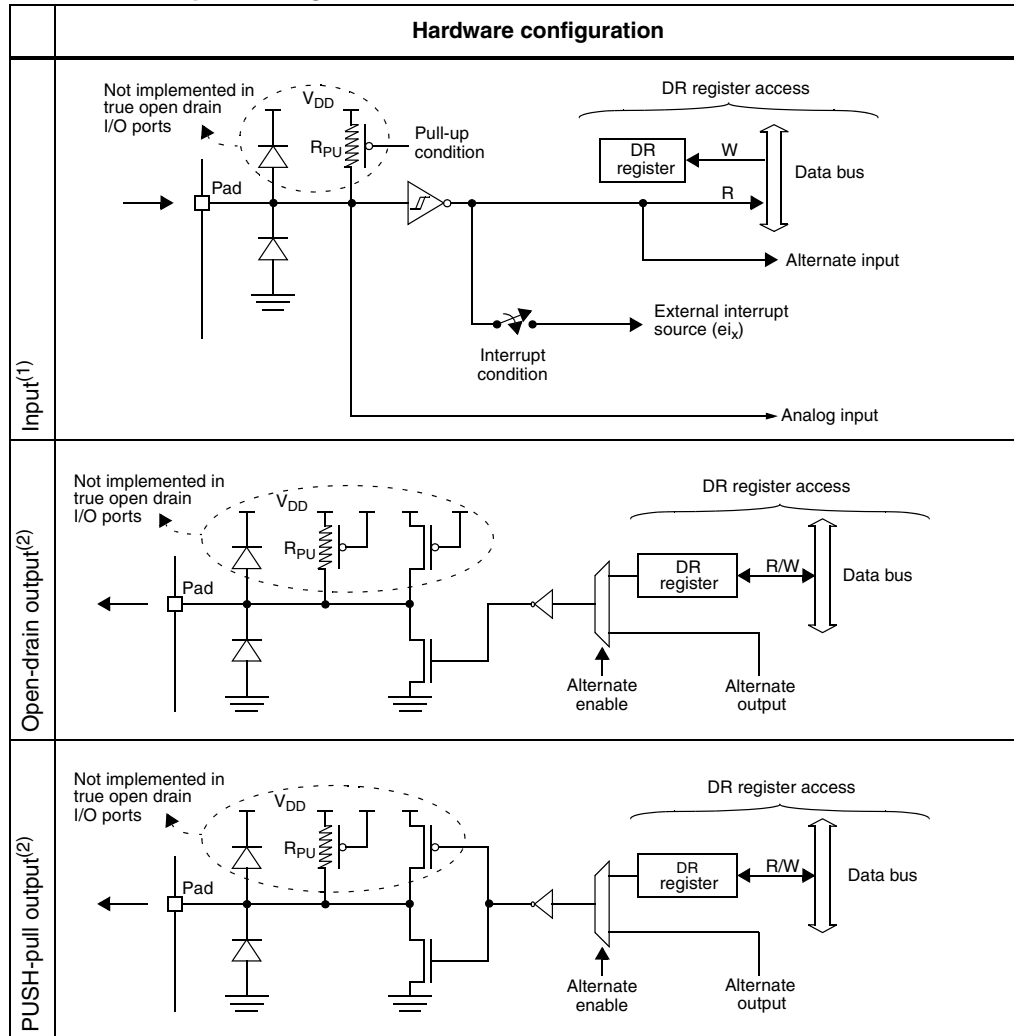 Hardware configuration
Input(1)
Not implemented in
true open drain
I/O ports
VDD
RPU
Pull-up
condition
Pad
DR register access
DR
register
W
R
Data bus
Alternate input
External interrupt
source (eix)
Interrupt
condition
Analog input
Open-drain output(2)
Not implemented in
true open drain
I/O ports
VDD
RPU
Pad
DR register access
DR
register
R/W
Data bus
Alternate
enable
Alternate
output
PUSH-pull output(2)
Not implemented in
true open drain
I/O ports
VDD
RPU
Pad
DR register access
DR
register
R/W
Data bus
Alternate
enable
Alternate
output